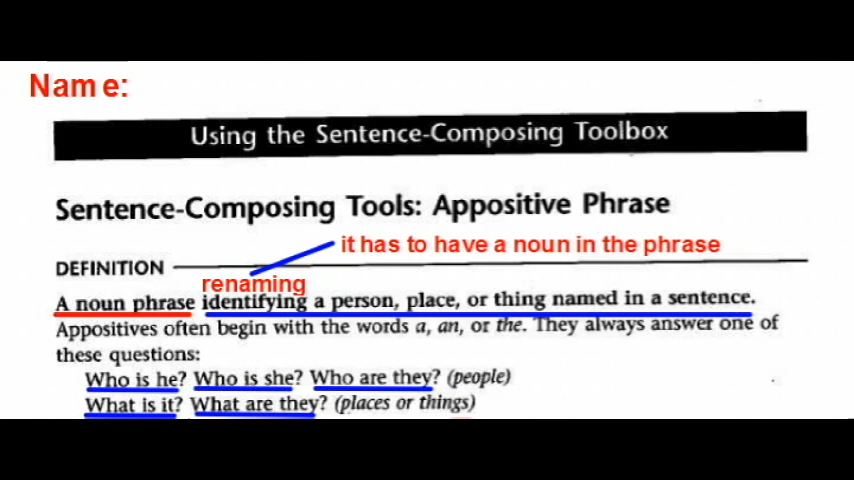 Name:
Using the Sentence-Composing Toolbox
Sentence-Composing Tools: Appositive Phrase
it has to have a noun in the phrase
DEFINITION
renaming
A noun phrase identifying a person, place, or thing named in a sentence.
Appositives often begin with the words a, an, or the. They always answer one of
these questions:
Who is he? Who is she? Who are they? (people)
What is it? What are they? (places or things)